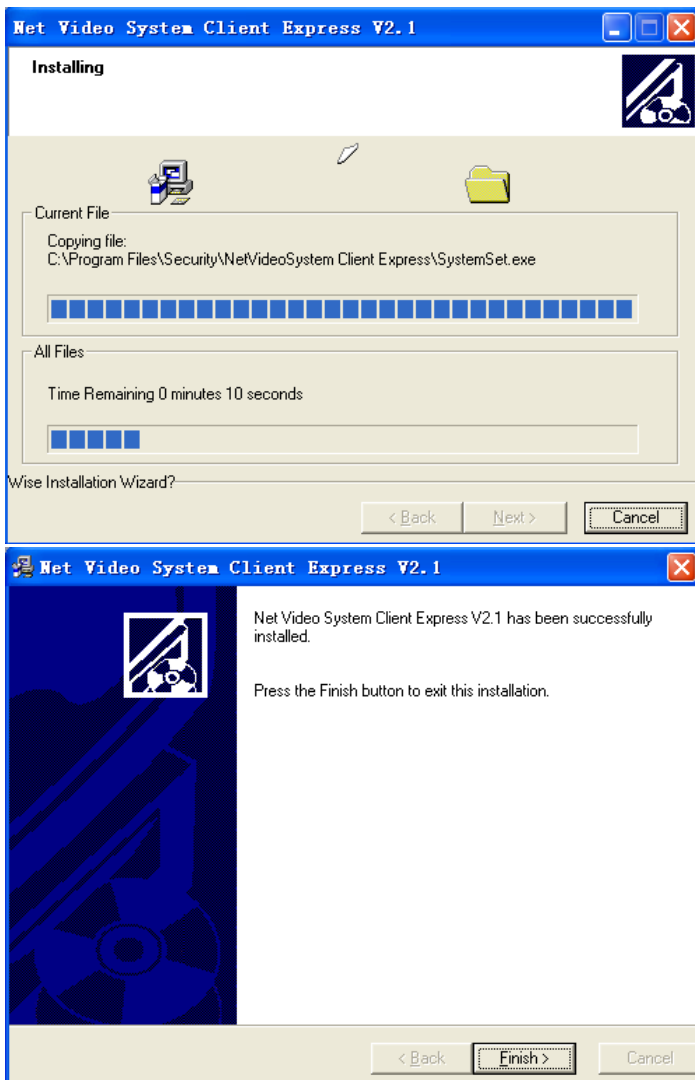 Net Video System Client Express V2.1
Installing
Current File
Copying file:
C:\Program Files\Security\NetVideoSystem Client Express\SystemSet.exe
All Files
Time Remaining 0 minutes 10 seconds
Wise Installation Wizard?
< Back Next > Cancel
Net Video System Client Express V2.1
Net Video System Client Express V2.1 has been successfully
installed.
Press the Finish button to exit this installation.
< Back Finish > Cancel